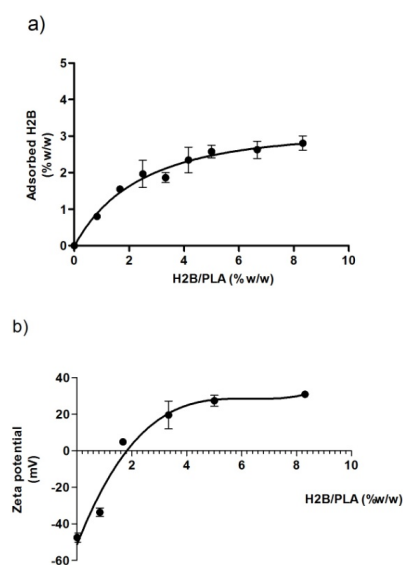 a)
5
4
3
2
1
0
Adsorbed H2B
(% w/w)
0 2 4 6 8 10
H2B/PLA (% w/w)
b)
40
20
0
-20
-40
-60
Zeta potential
(mV)
2 4 6 8 10
H2B/PLA (%w/w)